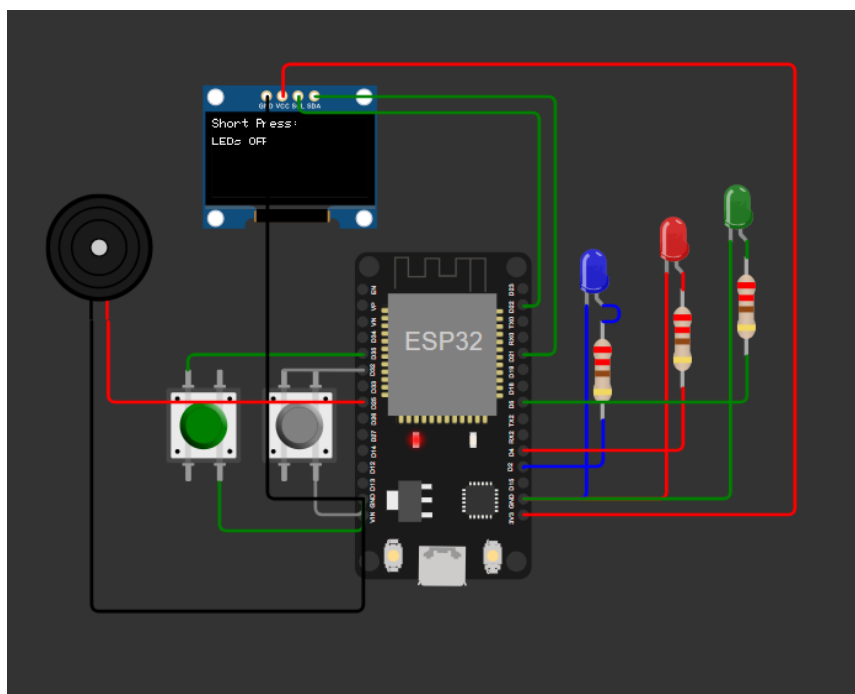 GND VCC SCL SDA
Short Press:
LEDs OFF
ESP32
EN
VP
VN
D34
D35
D32
D33
D25
D26
D27
D14
D12
D13
GND
VIN
D23
D22
TX0
RX0
D21
D19
D18
D5
TX2
RX2
D4
D2
D15
GND
3V3